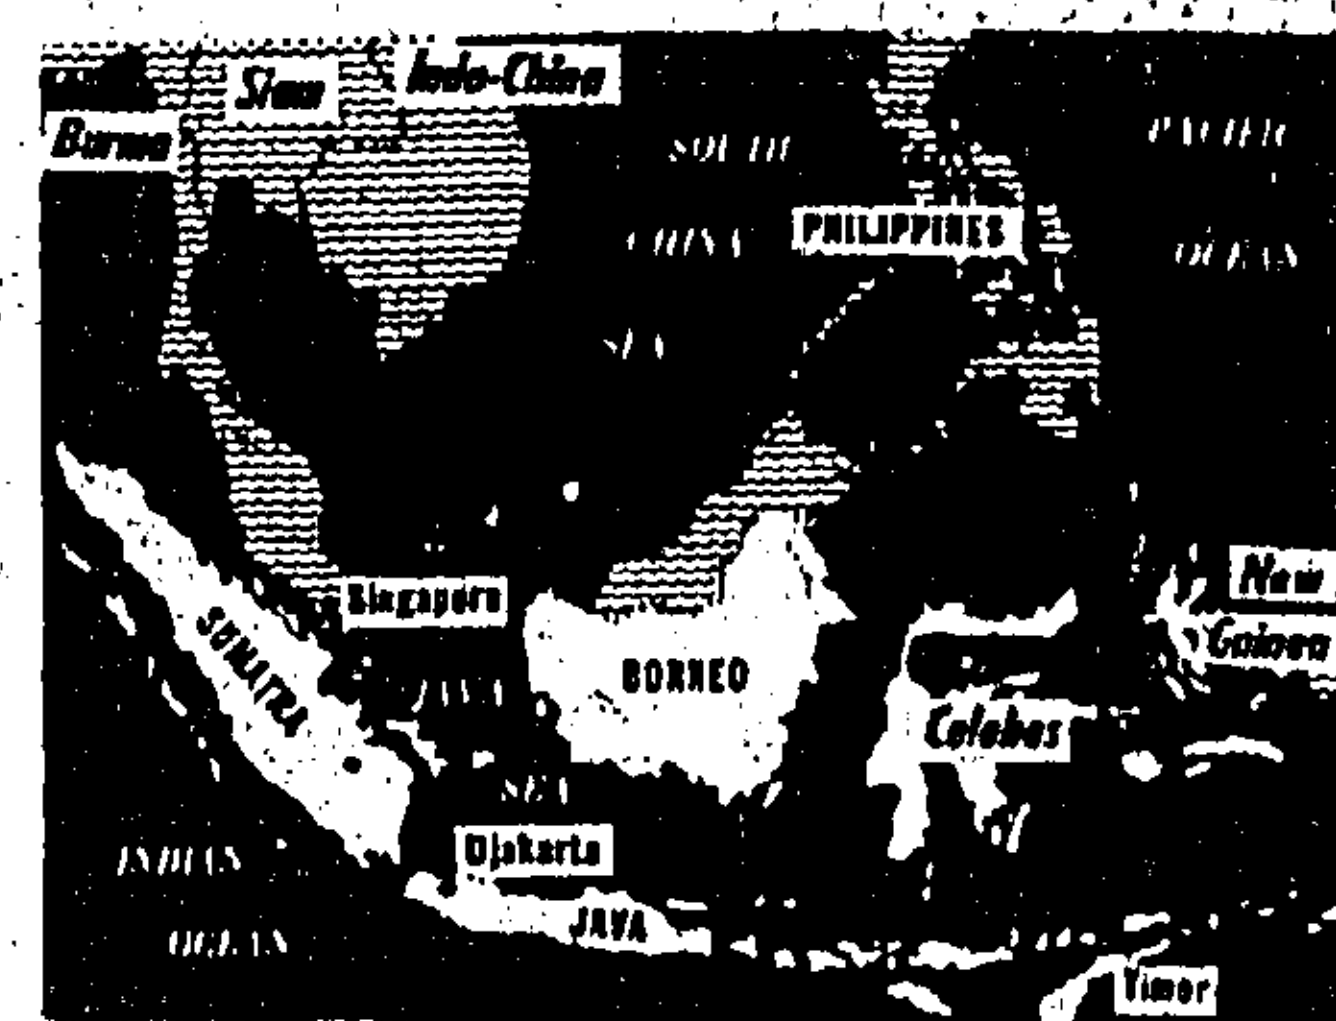 Siam
Indo-China
Burma
SOUTH
PACIFIC
PHILIPPINES
CHINA
OCEAN
SEA
Singapore
New
Guinea
SUMATRA
BORNEO
JAVA
Celebes
SEA
Djakarta
INDIAN
JAVA
OCEAN
Timor